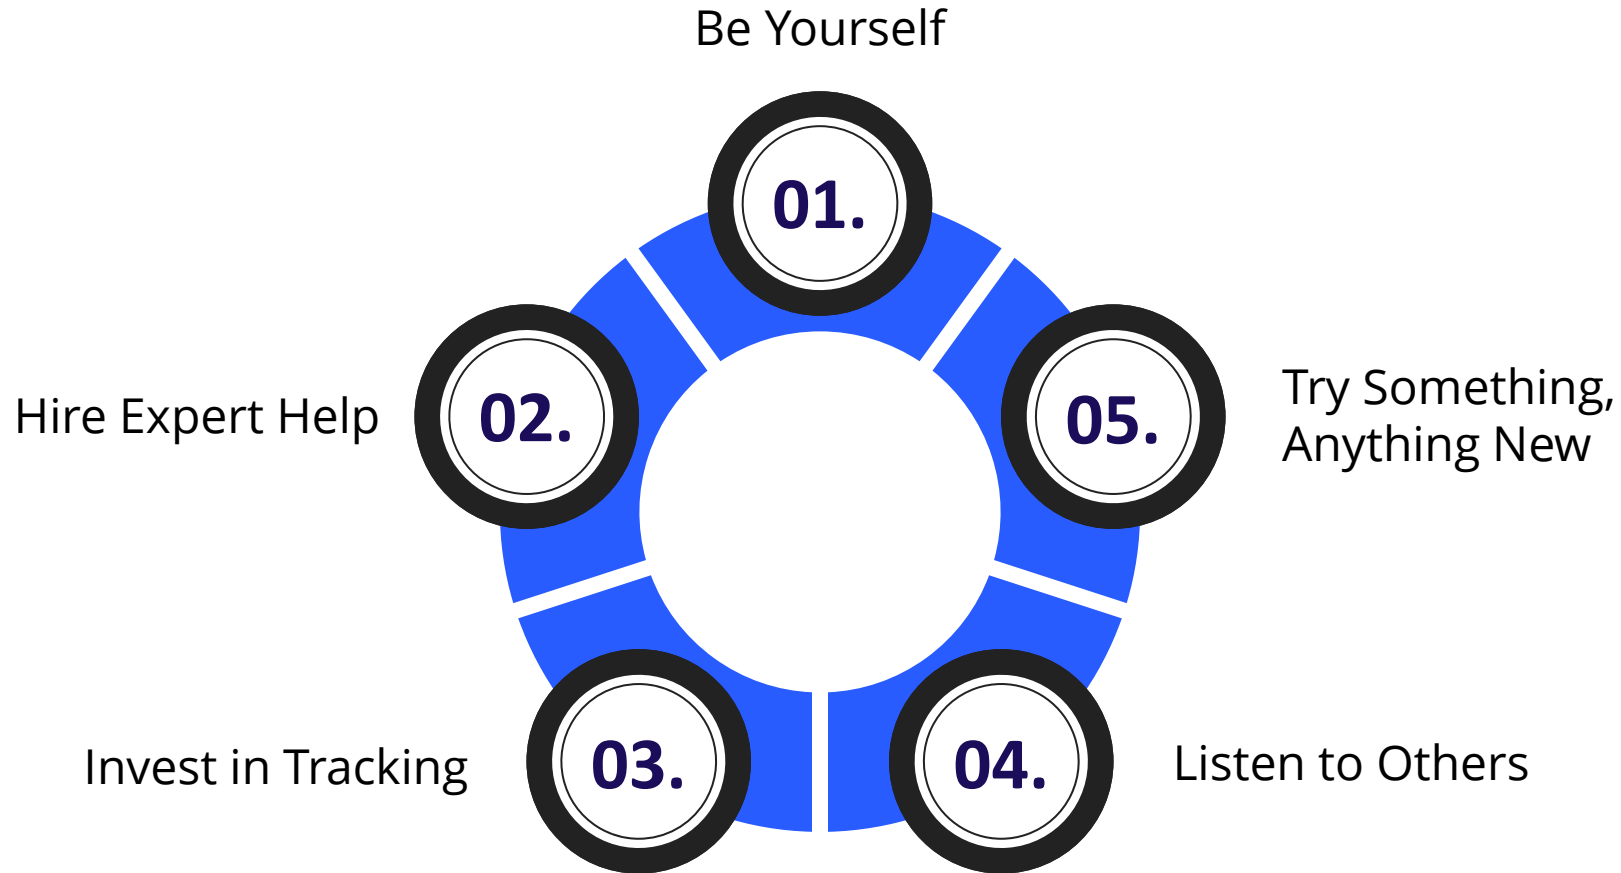 Be Yourself
01.
02.
Hire Expert Help
03.
Invest in Tracking
04.
Listen to Others
05.
Try Something,
Anything New